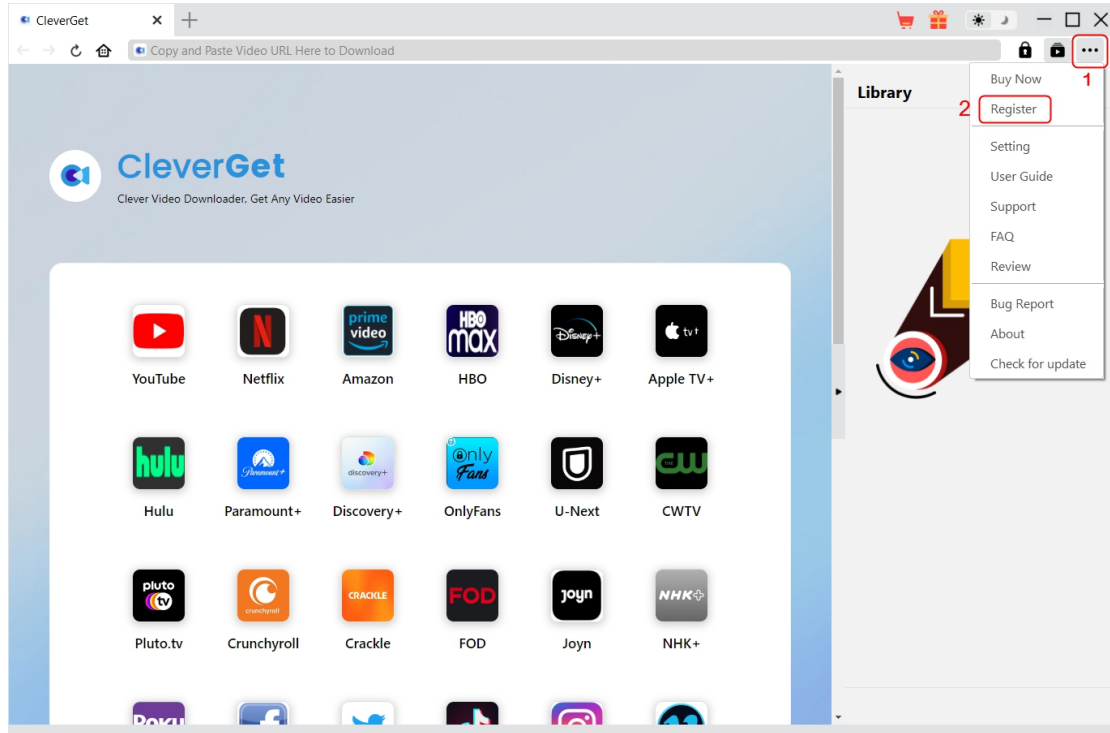 CleverGet
Copy and Paste Video URL Here to Download
1
Buy Now
2 Register
Setting
User Guide
Support
FAQ
Review
Bug Report
About
Check for update
Library
CleverGet
Clever Video Downloader. Get Any Video Easier
N prime video HBO max Disney+ tv+
YouTube Netflix Amazon HBO Disney+ Apple TV+
hulu Paramount+ discovery+ Only Fans U THE CW
Hulu Paramount+ Discovery+ OnlyFans U-Next CWTV
pluto tv crunchyroll CRACKLE FOD Joyn NHK+
Pluto.tv Crunchyroll Crackle FOD Joyn NHK+